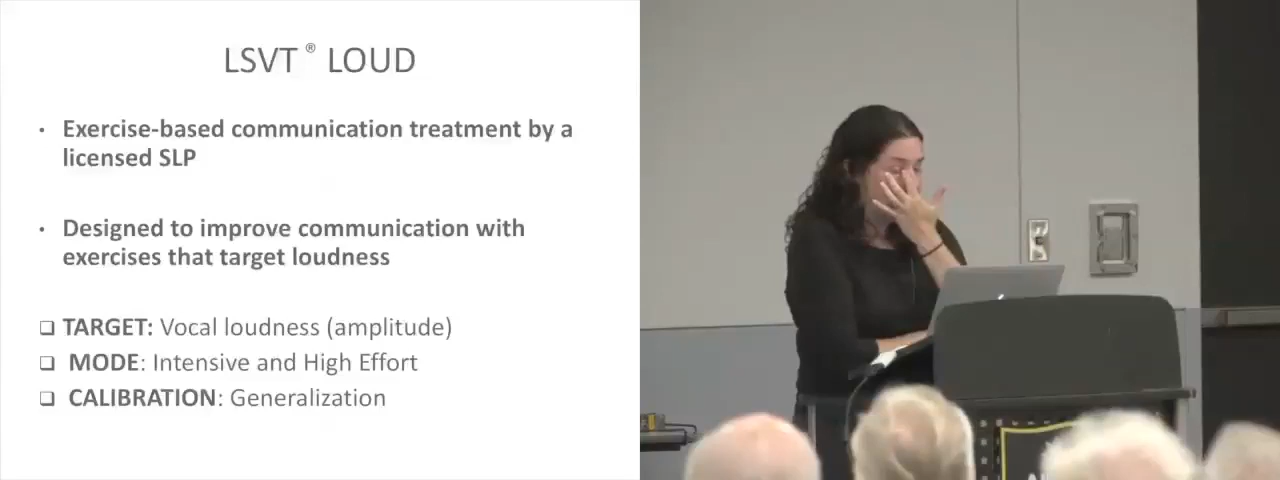 LSVT® LOUD
• Exercise-based communication treatment by a
licensed SLP
• Designed to improve communication with
exercises that target loudness
❑ TARGET: Vocal loudness (amplitude)
❑ MODE: Intensive and High Effort
❑ CALIBRATION: Generalization